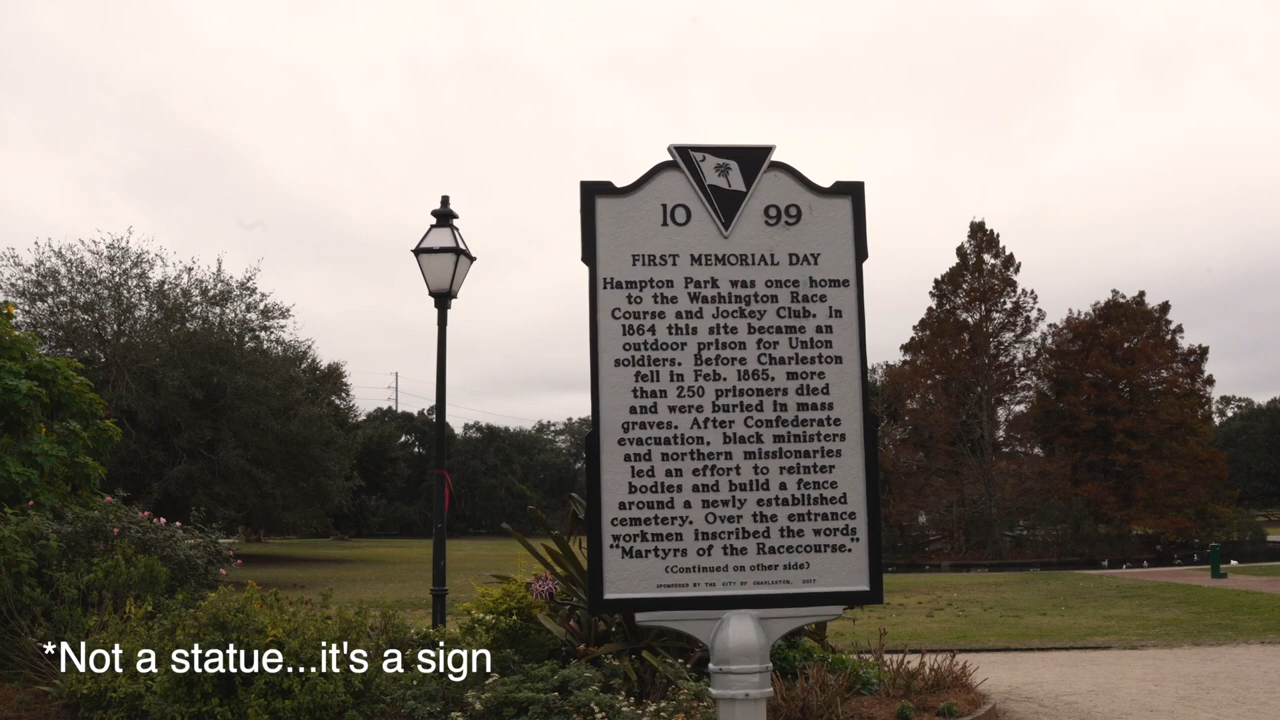 10 99
FIRST MEMORIAL DAY
Hampton Park was once home
to the Washington Race
Course and Jockey Club. In
1864 this site became an
outdoor prison for Union
soldiers. Before Charleston
fell in Feb. 1865, more
than 250 prisoners died
and were buried in mass
graves. After Confederate
evacuation, black ministers
and northern missionaries
led an effort to reinter
bodies and build a fence
around a newly established
cemetery. Over the entrance
workmen inscribed the words
"Martyrs of the Racecourse."
(Continued on other side)
SPONSORED BY THE CITY OF CHARLESTON, 2017
*Not a statue...it's a sign